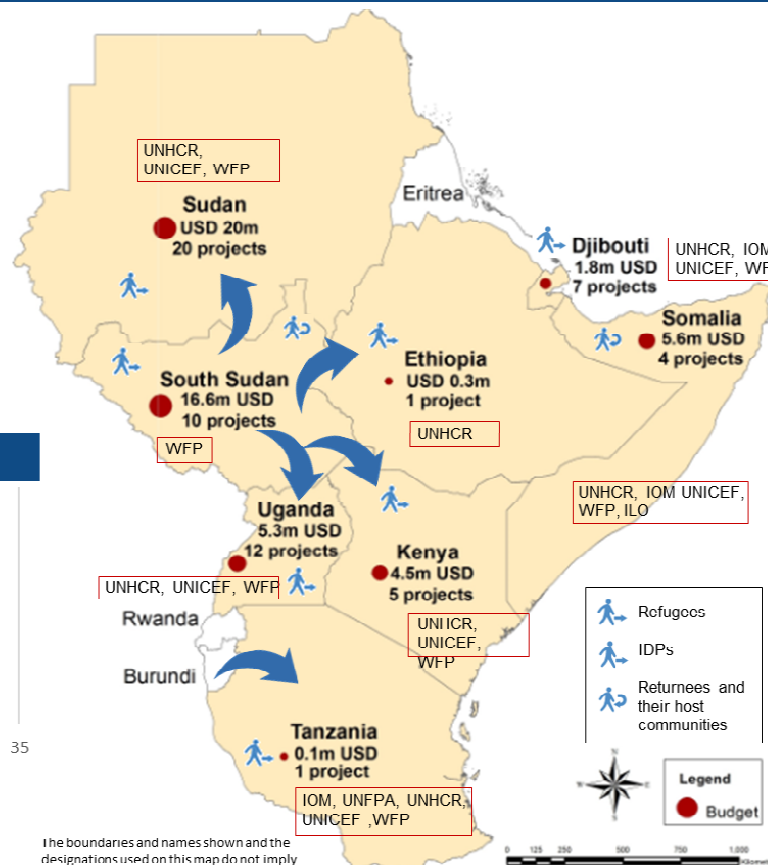 UNHCR,
UNICEF, WFP
Sudan
USD 20m
20 projects
Eritrea
Djibouti
1.8m USD
7 projects
UNHCR, IOM
UNICEF, WF
Somalia
5.6m USD
4 projects
Ethiopia
USD 0.3m
1 project
UNHCR
South Sudan
16.6m USD
10 projects
WFP
UNHCR, IOM UNICEF,
WFP, ILO
Uganda
5.3m USD
12 projects
UNHCR, UNICEF, WFP
Kenya
4.5m USD
5 projects
UNHCR,
UNICEF,
WFP
Rwanda
Burundi
Tanzania
0.1m USD
1 project
IOM, UNFPA, UNHCR,
UNICEF ,WFP
Refugees
IDPs
Returnees and
their host
communities
35
N
W
E
S
Legend
Budget
0 125 250 500 750 1,000
Kilometers
The boundaries and names shown and the
designations used on this map do not imply